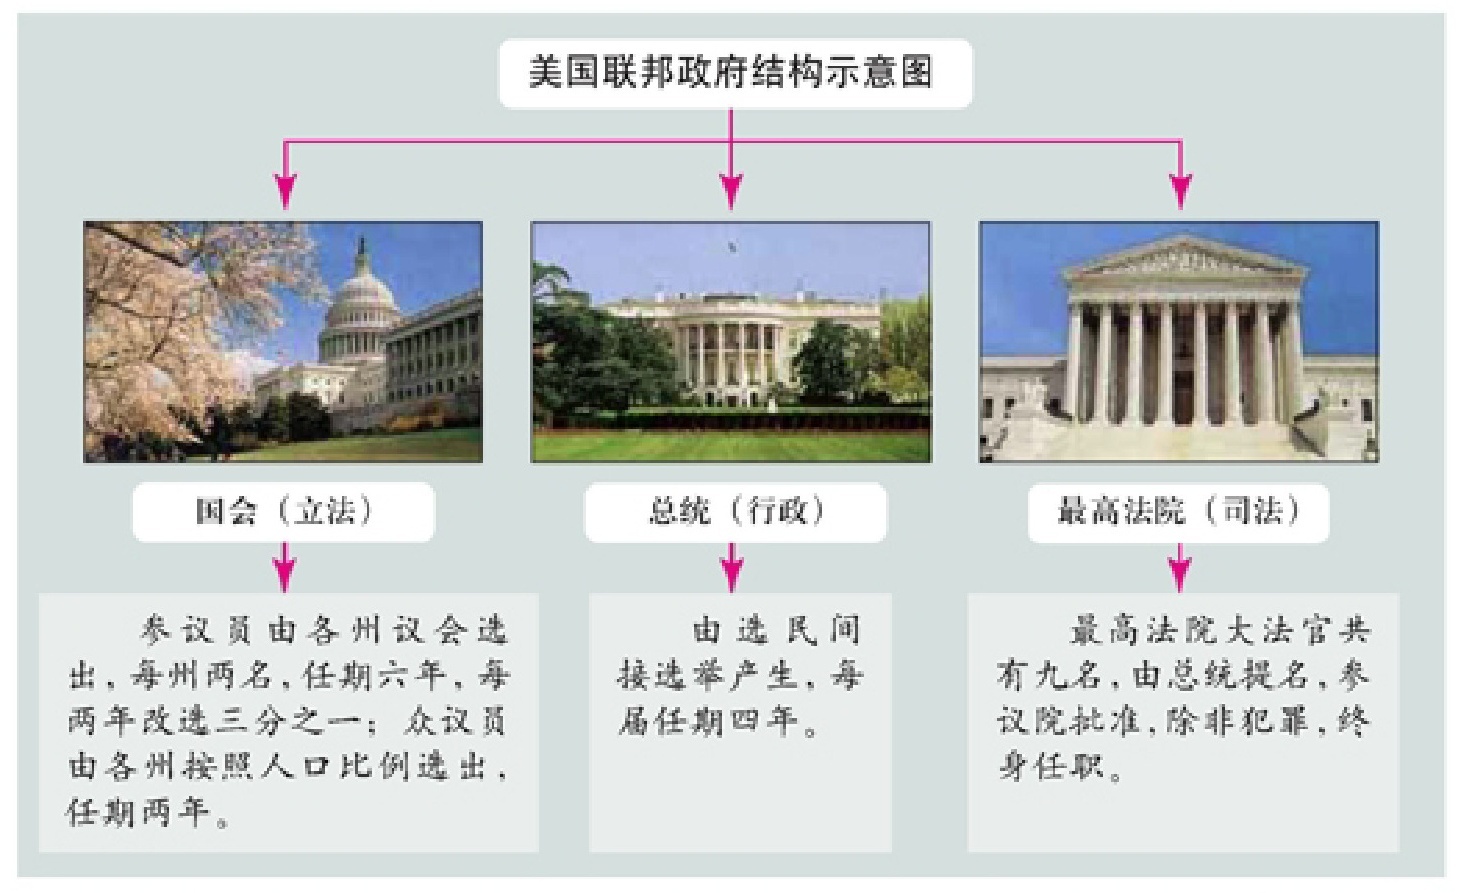 美国联邦政府结构示意图
国会（立法）
总统（行政）
最高法院（司法）
参议员由各州议会选
出，每州两名，任期六年，每
两年改选三分之一；众议员
由各州按照人口比例选出，
任期两年。
由选民间
接选举产生，每
届任期四年。
最高法院大法官共
有九名，由总统提名，参
议院批准，除非犯罪，终
身任职。